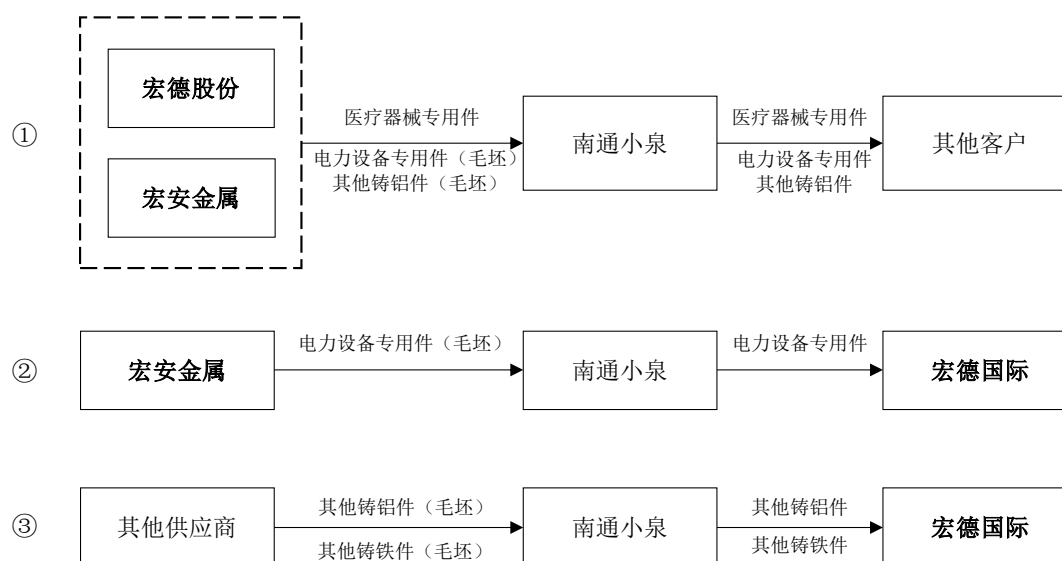 宏德股份
①
宏安金属
医疗器械专用件
电力设备专用件（毛坯）
其他铸铝件（毛坯）
南通小泉
医疗器械专用件
电力设备专用件
其他铸铝件
其他客户
②
宏安金属
电力设备专用件（毛坯）
南通小泉
电力设备专用件
宏德国际
③
其他供应商
其他铸铝件（毛坯）
其他铸铁件（毛坯）
南通小泉
其他铸铝件
其他铸铁件
宏德国际